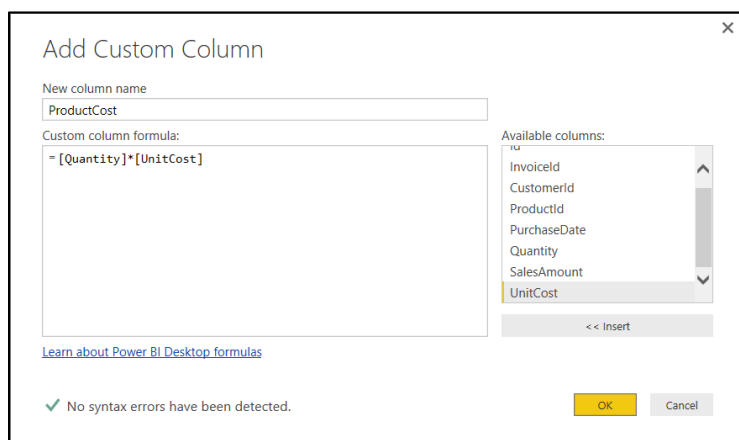 Add Custom Column
New column name
ProductCost
Custom column formula:
= [Quantity]*[UnitCost]
Available columns:
Id
InvoiceId
CustomerId
ProductId
PurchaseDate
Quantity
SalesAmount
UnitCost
<< Insert
Learn about Power BI Desktop formulas
No syntax errors have been detected.
OK
Cancel